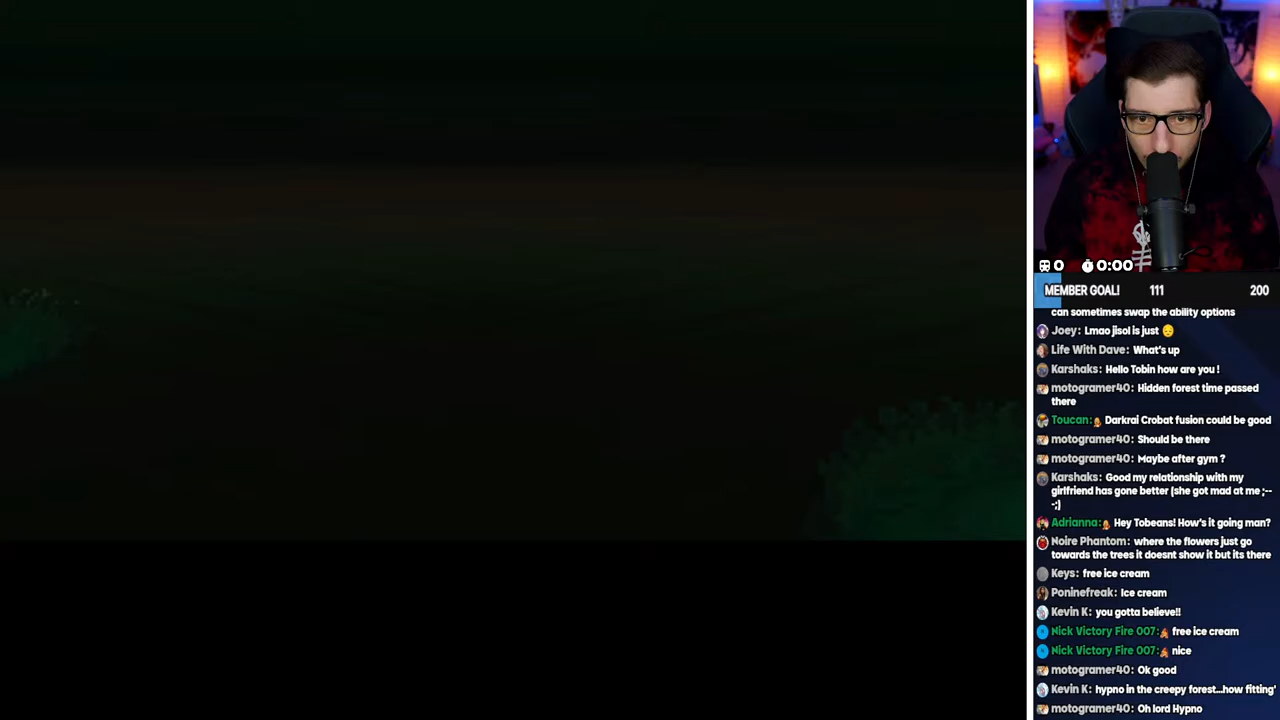 0 0:00
MEMBER GOAL! 111 200
can sometimes swap the ability options
Joey: Lmao jisol is just 😔
Life With Dave: What's up
Karshaks: Hello Tobin how are you !
motogramer40: Hidden forest time passed
there
Toucan: Darkrai Crobat fusion could be good
motogramer40: Should be there
motogramer40: Maybe after gym ?
Karshaks: Good my relationship with my
girlfriend has gone better (she got mad at me ;--
-;)
Adrianna: Hey Tobeans! How's it going man?
Noire Phantom: where the flowers just go
towards the trees it doesnt show it but its there
Keys: free ice cream
Poninefreak: Ice cream
Kevin K: you gotta believe!!
Nick Victory Fire 007: free ice cream
Nick Victory Fire 007: nice
motogramer40: Ok good
Kevin K: hypno in the creepy forest...how fitting'
motogramer40: Oh lord Hypno